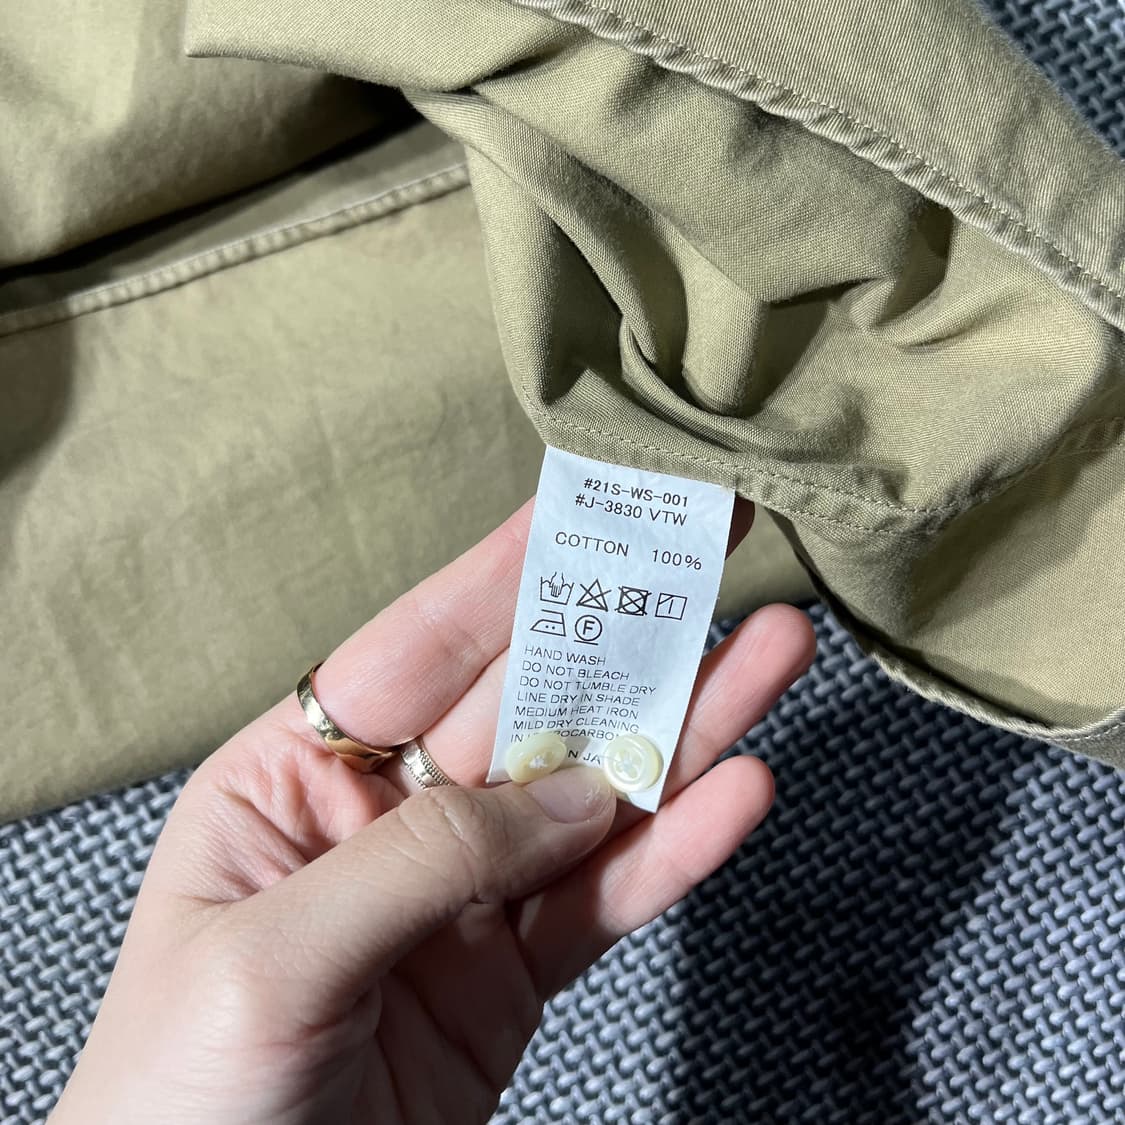 #21S-WS-001
#J-3830 VTW
COTTON 100%
F
HAND WASH
DO NOT BLEACH
DO NOT TUMBLE DRY
LINE DRY IN SHADE
MEDIUM HEAT IRON
MILD DRY CLEANING